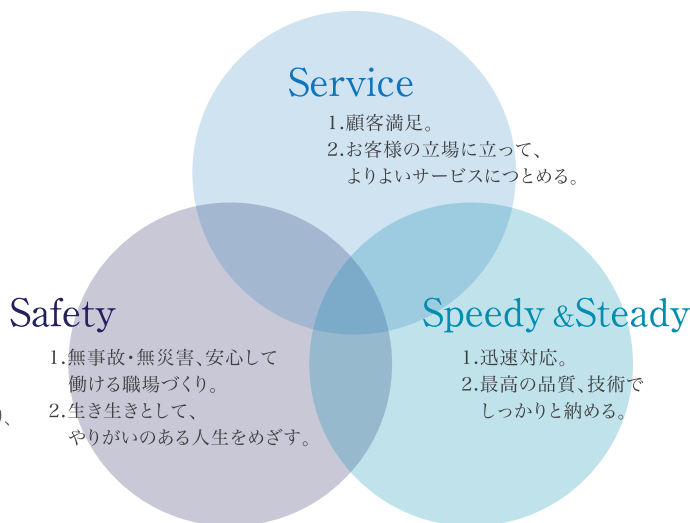 Service
1.顧客満足。
2.お客様の立場に立って、
よりよいサービスにつとめる。
Safety
1.無事故・無災害、安心して
働ける職場づくり。
2.生き生きとして、
やりがいのある人生をめざす。
Speedy &Steady
1.迅速対応。
2.最高の品質、技術で
しっかりと納める。